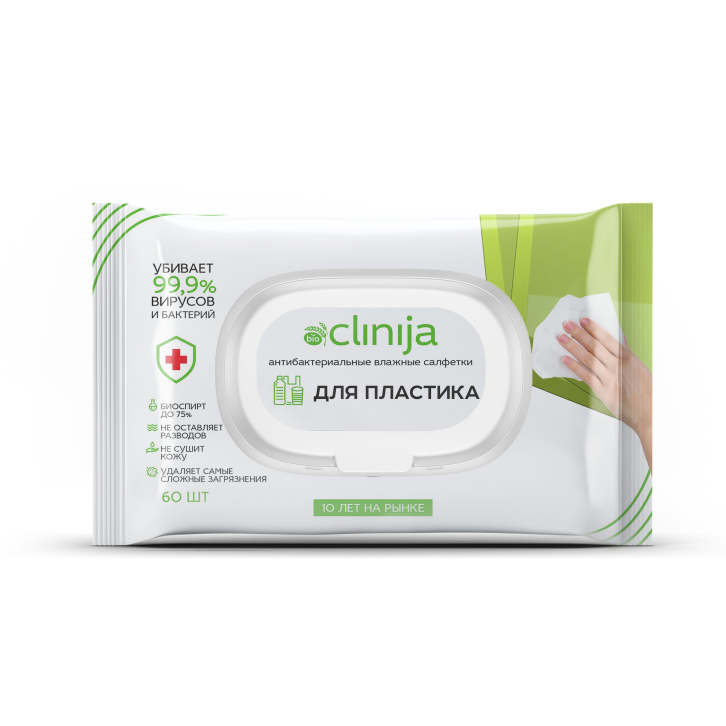 УБИВАЕТ
99,9%
ВИРУСОВ
И БАКТЕРИЙ
bio clinija
антибактериальные влажные салфетки
ДЛЯ ПЛАСТИКА
БИОСПИРТ
ДО 75%
НЕ ОСТАВЛЯЕТ
РАЗВОДОВ
НЕ СУШИТ
КОЖУ
УДАЛЯЕТ САМЫЕ
СЛОЖНЫЕ ЗАГРЯЗНЕНИЯ
60 ШТ
10 ЛЕТ НА РЫНКЕ